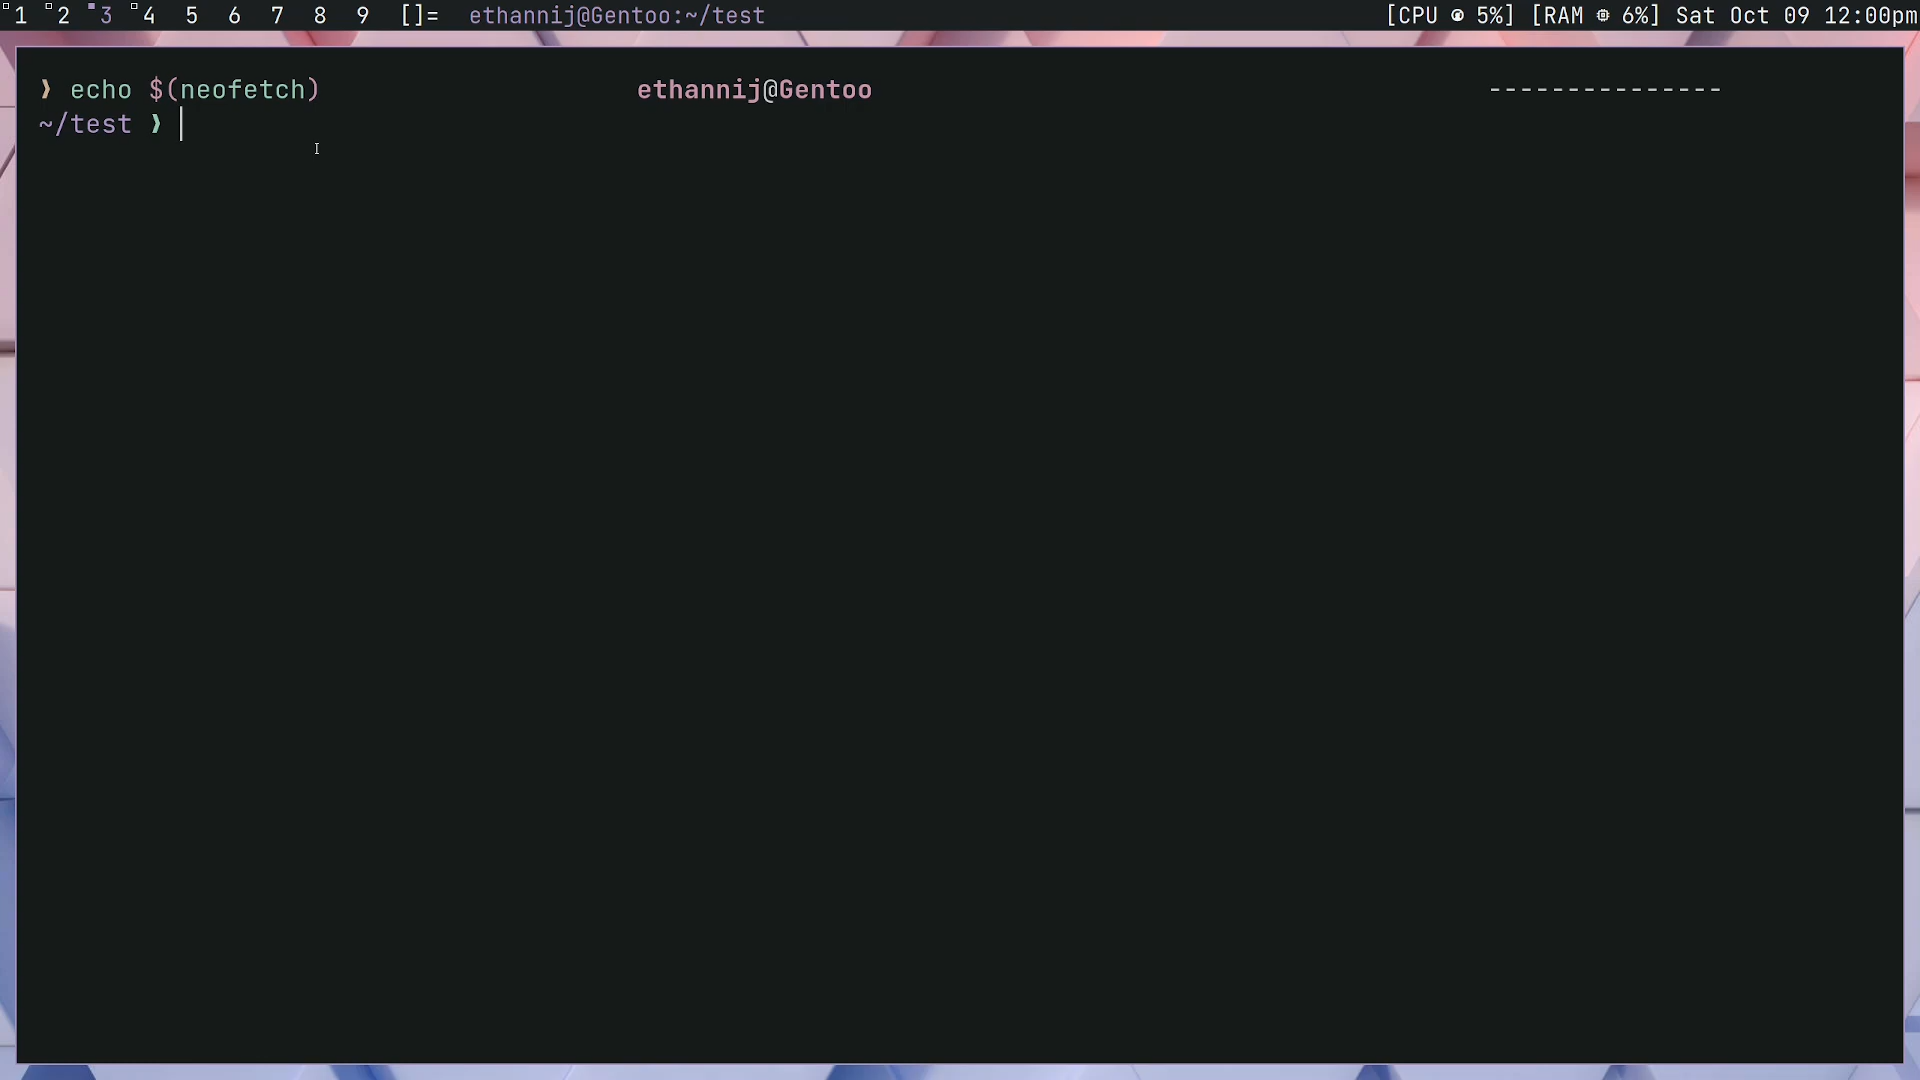 1 2 3 4 5 6 7 8 9 []= ethannij@Gentoo:~/test [CPU 5%] [RAM 6%] Sat Oct 09 12:00pm
❱ echo $(neofetch) ethannij@Gentoo ---------------
~/test ❱